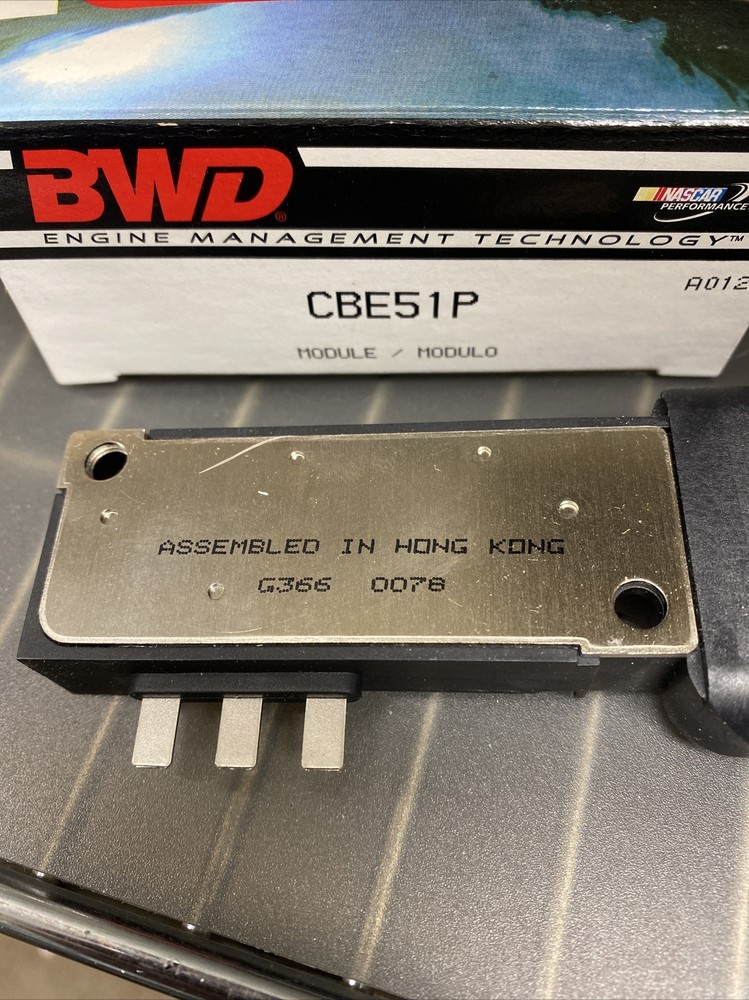 BWD®
NASCAR
PERFORMANCE
ENGINE MANAGEMENT TECHNOLOGY™
A012
CBE51P
MODULE / MODULO
ASSEMBLED IN HONG KONG
G366 0078